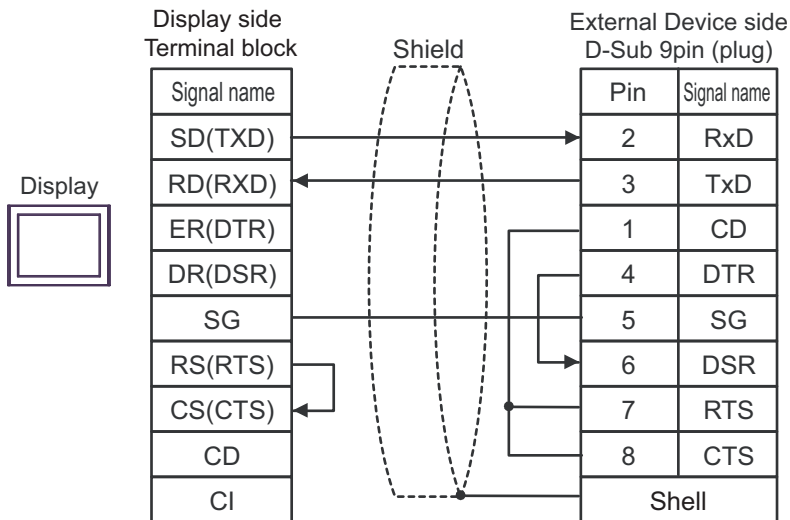 Display side
Terminal block
Shield
External Device side
D-Sub 9pin (plug)
Display
Signal name
SD(TXD)
RD(RXD)
ER(DTR)
DR(DSR)
SG
RS(RTS)
CS(CTS)
CD
CI
Pin Signal name
2 RxD
3 TxD
1 CD
4 DTR
5 SG
6 DSR
7 RTS
8 CTS
Shell